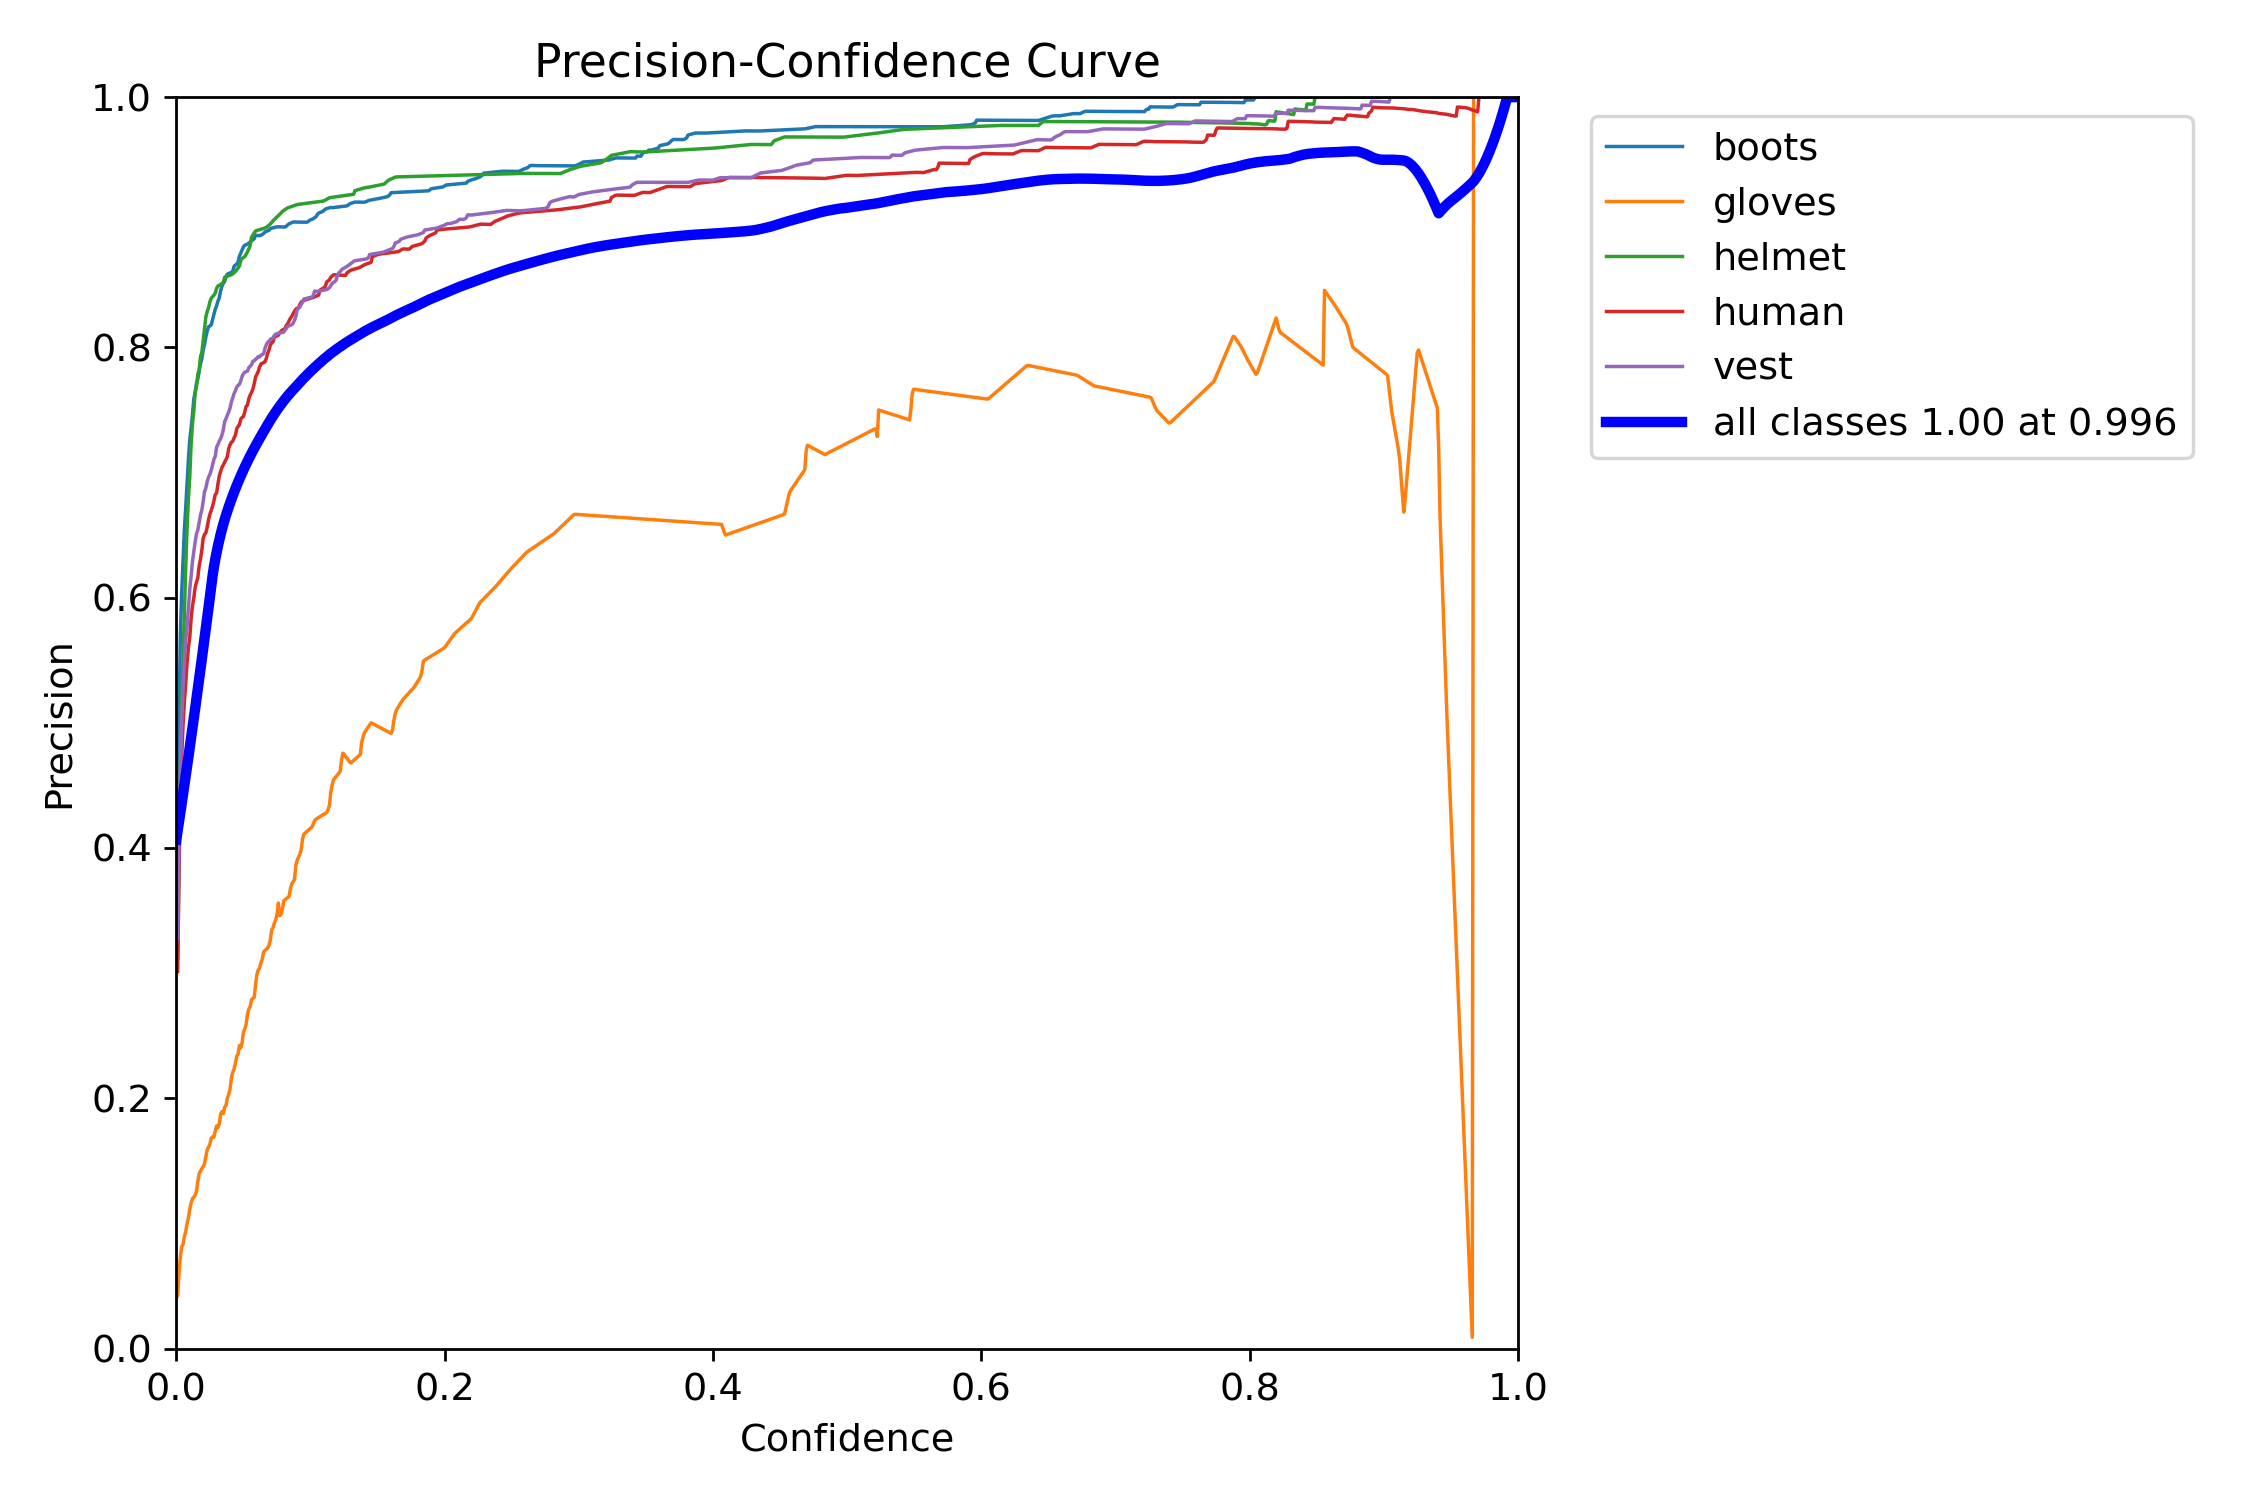 Precision-Confidence Curve
1.0
0.8
0.6
0.4
0.2
0.0
Precision
0.0 0.2 0.4 0.6 0.8 1.0
Confidence
boots
gloves
helmet
human
vest
all classes 1.00 at 0.996